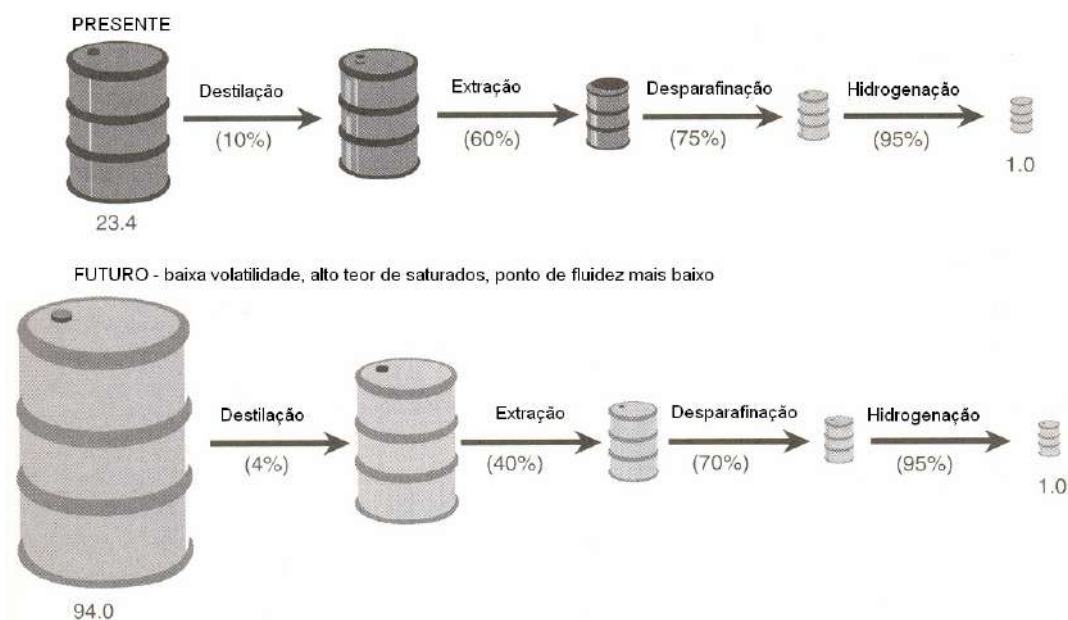 PRESENTE
Destilação
Extração
Desparafinação
Hidrogenação
(10%)
(60%)
(75%)
(95%)
1.0
23.4
FUTURO - baixa volatilidade, alto teor de saturados, ponto de fluidez mais baixo
Destilação
Extração
Desparafinação
Hidrogenação
(4%)
(40%)
(70%)
(95%)
1.0
94.0